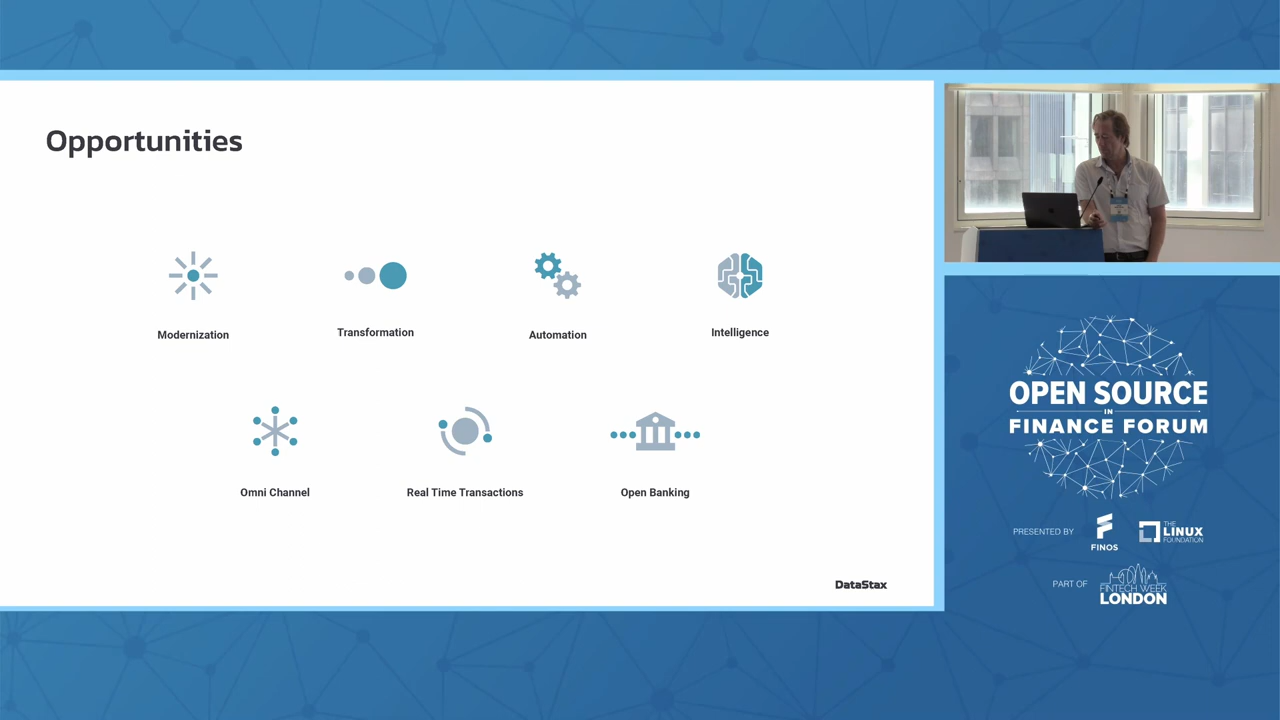 Opportunities
Modernization
Transformation
Automation
Intelligence
Omni Channel
Real Time Transactions
Open Banking
DataStax
OPEN SOURCE
IN
FINANCE FORUM
PRESENTED BY
FINOS
THE
LINUX
FOUNDATION
PART OF
FINTECH WEEK
LONDON